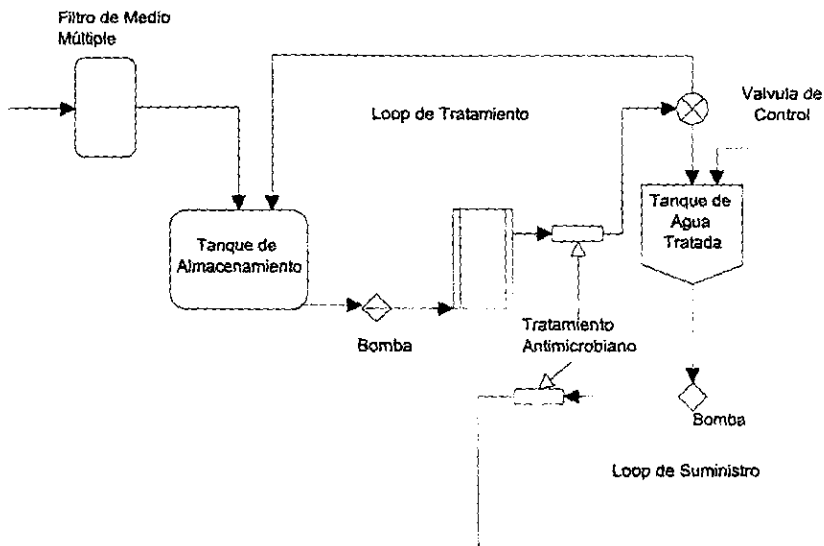 Filtro de Medio
Múltiple
Loop de Tratamiento
Valvula de
Control
Tanque de
Almacenamiento
Tanque de
Agua
Tratada
Bomba
Tratamiento
Antimicrobiano
Bomba
Loop de Suministro